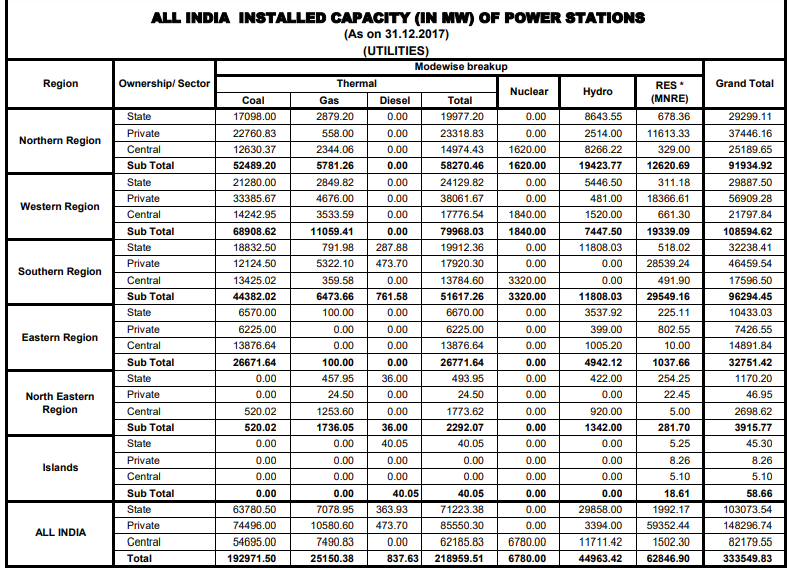 ALL INDIA INSTALLED CAPACITY (IN MW) OF POWER STATIONS
(As on 31.12.2017)
(UTILITIES)
Region Ownership/ Sector Modewise breakup Grand Total
Thermal Nuclear Hydro RES * (MNRE)
Coal Gas Diesel Total
Northern Region
State 17098.00 2879.20 0.00 19977.20 0.00 8643.55 678.36 29299.11
Private 22760.83 558.00 0.00 23318.83 0.00 2514.00 11613.33 37446.16
Central 12630.37 2344.06 0.00 14974.43 1620.00 8266.22 329.00 25189.65
Sub Total 52489.20 5781.26 0.00 58270.46 1620.00 19423.77 12620.69 91934.92
Western Region
State 21280.00 2849.82 0.00 24129.82 0.00 5446.50 311.18 29887.50
Private 33385.67 4676.00 0.00 38061.67 0.00 481.00 18366.61 56909.28
Central 14242.95 3533.59 0.00 17776.54 1840.00 1520.00 661.30 21797.84
Sub Total 68908.62 11059.41 0.00 79968.03 1840.00 7447.50 19339.09 108594.62
Southern Region
State 18832.50 791.98 287.88 19912.36 0.00 11808.03 518.02 32238.41
Private 12124.50 5322.10 473.70 17920.30 0.00 0.00 28539.24 46459.54
Central 13425.02 359.58 0.00 13784.60 3320.00 0.00 491.90 17596.50
Sub Total 44382.02 6473.66 761.58 51617.26 3320.00 11808.03 29549.16 96294.45
Eastern Region
State 6570.00 100.00 0.00 6670.00 0.00 3537.92 225.11 10433.03
Private 6225.00 0.00 0.00 6225.00 0.00 399.00 802.55 7426.55
Central 13876.64 0.00 0.00 13876.64 0.00 1005.20 10.00 14891.84
Sub Total 26671.64 100.00 0.00 26771.64 0.00 4942.12 1037.66 32751.42
North Eastern
Region
State 0.00 457.95 36.00 493.95 0.00 422.00 254.25 1170.20
Private 0.00 24.50 0.00 24.50 0.00 0.00 22.45 46.95
Central 520.02 1253.60 0.00 1773.62 0.00 920.00 5.00 2698.62
Sub Total 520.02 1736.05 36.00 2292.07 0.00 1342.00 281.70 3915.77
Islands
State 0.00 0.00 40.05 40.05 0.00 0.00 5.25 45.30
Private 0.00 0.00 0.00 0.00 0.00 0.00 8.26 8.26
Central 0.00 0.00 0.00 0.00 0.00 0.00 5.10 5.10
Sub Total 0.00 0.00 40.05 40.05 0.00 0.00 18.61 58.66
ALL INDIA
State 63780.50 7078.95 363.93 71223.38 0.00 29858.00 1992.17 103073.54
Private 74496.00 10580.60 473.70 85550.30 0.00 3394.00 59352.44 148296.74
Central 54695.00 7490.83 0.00 62185.83 6780.00 11711.42 1502.30 82179.55
Total 192971.50 25150.38 837.63 218959.51 6780.00 44963.42 62846.90 333549.83